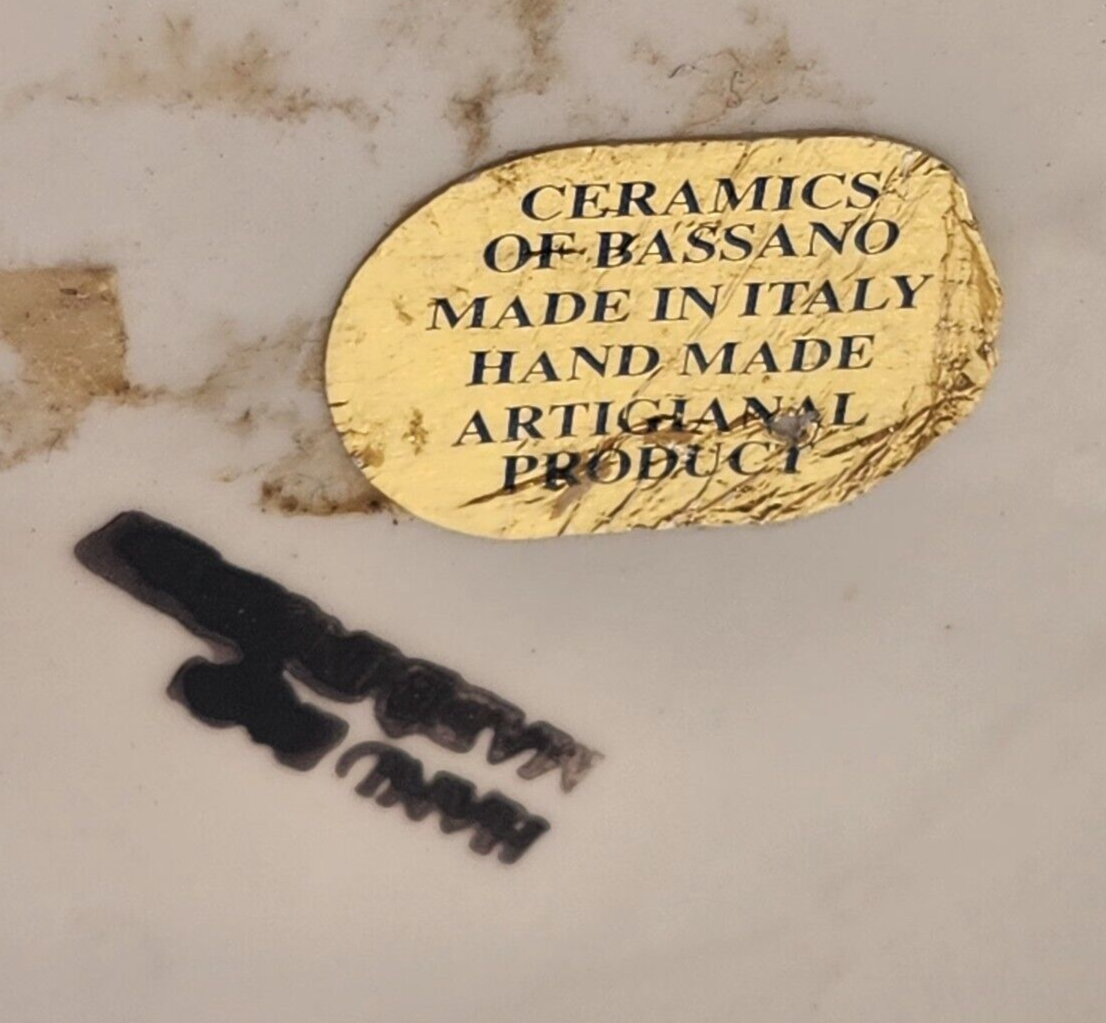 CERAMICS
OF BASSANO
MADE IN ITALY
HAND MADE
ARTIGIANAL
PRODUCT